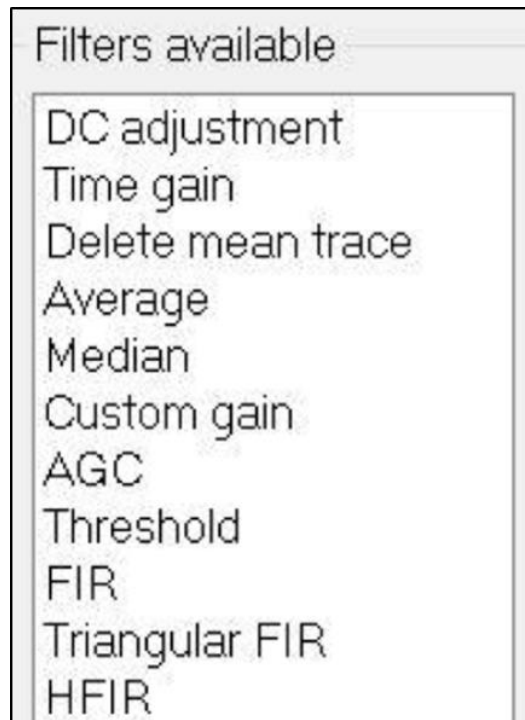 Filters available
DC adjustment
Time gain
Delete mean trace
Average
Median
Custom gain
AGC
Threshold
FIR
Triangular FIR
HFIR